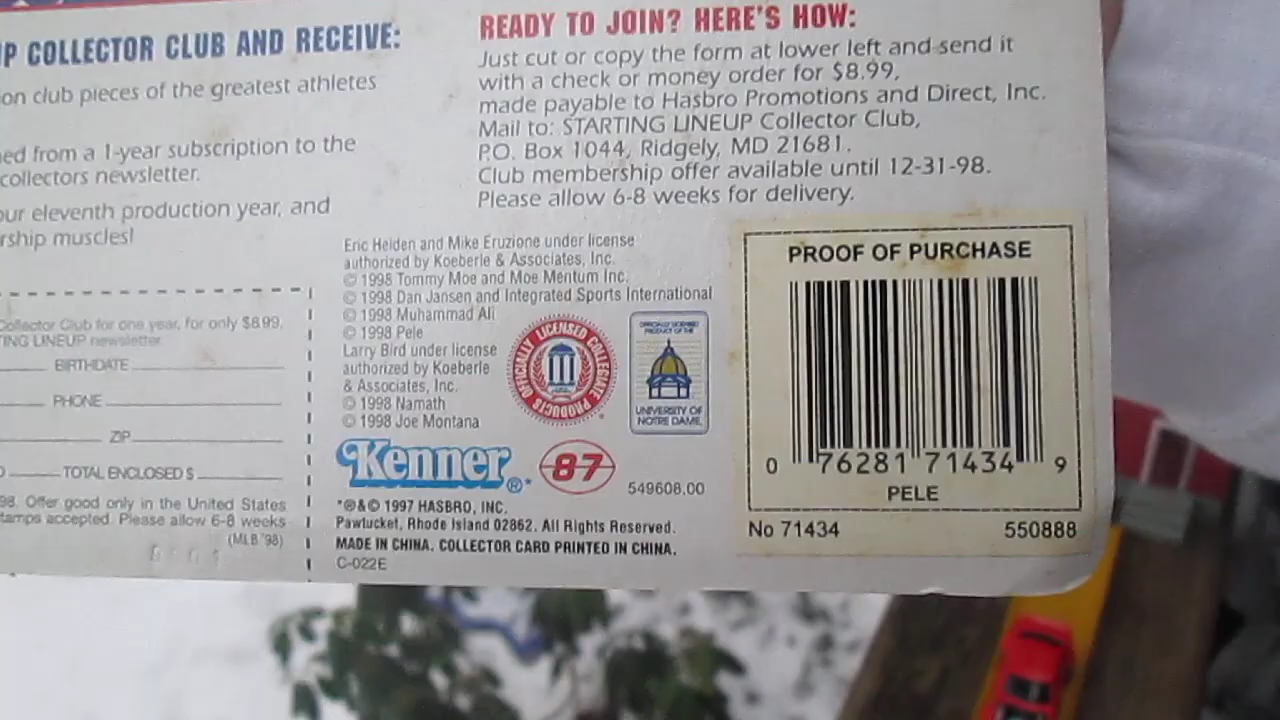 P COLLECTOR CLUB AND RECEIVE:
on club pieces of the greatest athletes
ed from a 1-year subscription to the
collectors newsletter.
our eleventh production year, and
rship muscles!
READY TO JOIN? HERE'S HOW:
Just cut or copy the form at lower left and send it
with a check or money order for $8.99,
made payable to Hasbro Promotions and Direct, Inc.
Mail to: STARTING LINEUP Collector Club,
P.O. Box 1044, Ridgely, MD 21681.
Club membership offer available until 12-31-98.
Please allow 6-8 weeks for delivery.
Collector Club for one year, for only $8.99,
TING LINEUP newsletter.
BIRTHDATE
PHONE
ZIP
TOTAL ENCLOSED $
98. Offer good only in the United States
tamps accepted. Please allow 6-8 weeks
(MLB '98)
Eric Heiden and Mike Eruzione under license
authorized by Koeberle & Associates, Inc.
© 1998 Tommy Moe and Moe Mentum Inc.
© 1998 Dan Jansen and Integrated Sports International
© 1998 Muhammad Ali
© 1998 Pele
Larry Bird under license
authorized by Koeberle
& Associates, Inc.
© 1998 Namath
© 1998 Joe Montana
OFFICIALLY LICENSED COLLEGIATE PRODUCTS
OFFICIALLY LICENSED
PRODUCT OF THE
UNIVERSITY OF
NOTRE DAME
Kenner ®*
87
549608.00
*®&© 1997 HASBRO, INC.
Pawtucket, Rhode Island 02862. All Rights Reserved.
MADE IN CHINA. COLLECTOR CARD PRINTED IN CHINA.
C-022E
PROOF OF PURCHASE
0 76281 71434 9
PELE
No 71434 550888